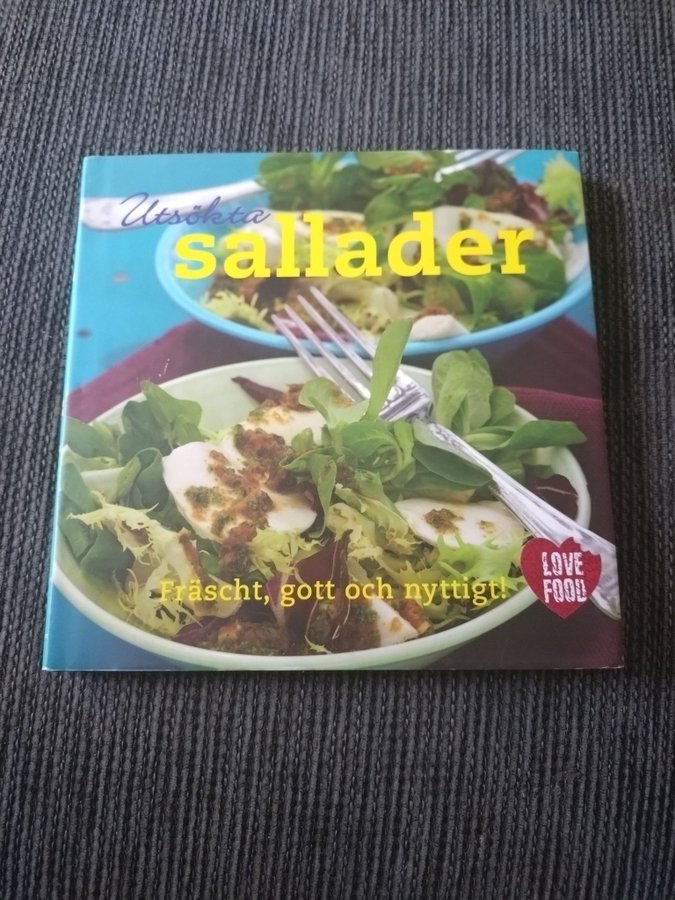 Utsökta
sallader
Fräscht, gott och nyttigt!
LOVE
FOOD